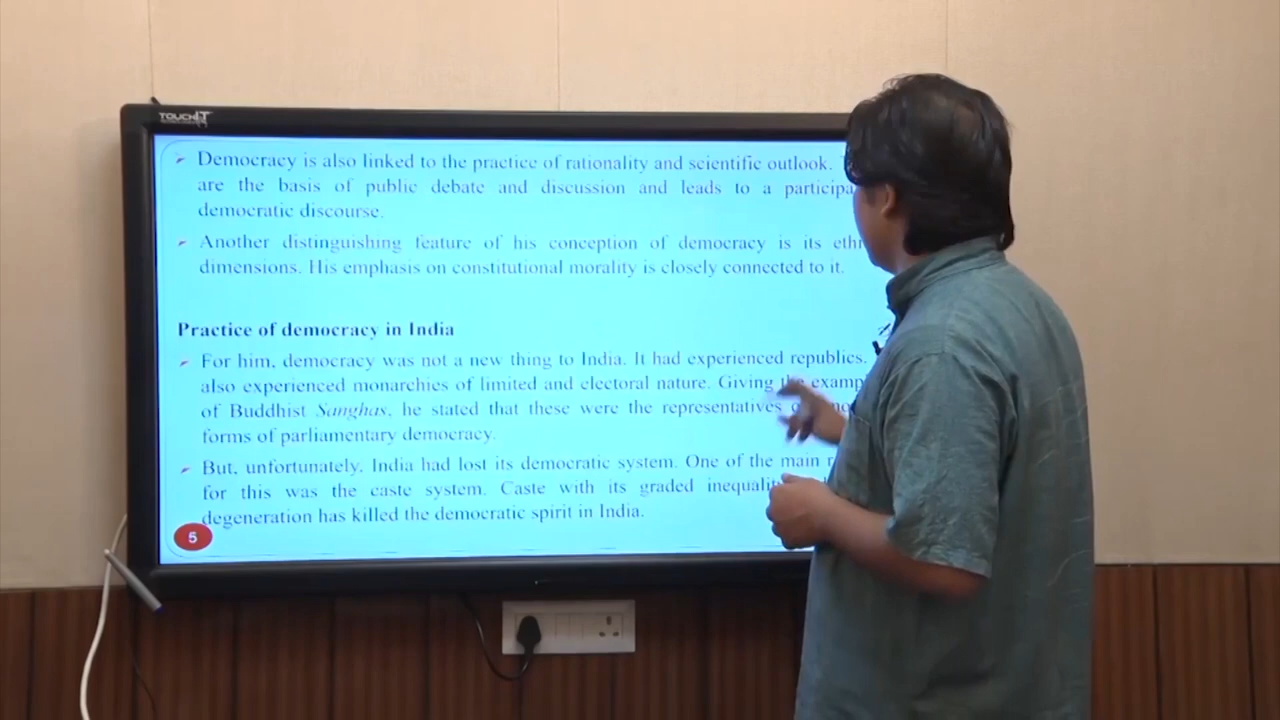 TOUCHIT
➢ Democracy is also linked to the practice of rationality and scientific outlook.
are the basis of public debate and discussion and leads to a
democratic discourse.
➢ Another distinguishing feature of his conception of democracy is its
dimensions. His emphasis on constitutional morality is closely connected to it.
Practice of democracy in India
➢ For him, democracy was not a new thing to India. It had experienced republics.
also experienced monarchies of limited and electoral nature. Giving the
of Buddhist Sanghas, he stated that these were the representatives
forms of parliamentary democracy.
➢ But, unfortunately, India had lost its democratic system. One of the main
for this was the caste system. Caste with its graded
degeneration has killed the democratic spirit in India.
5